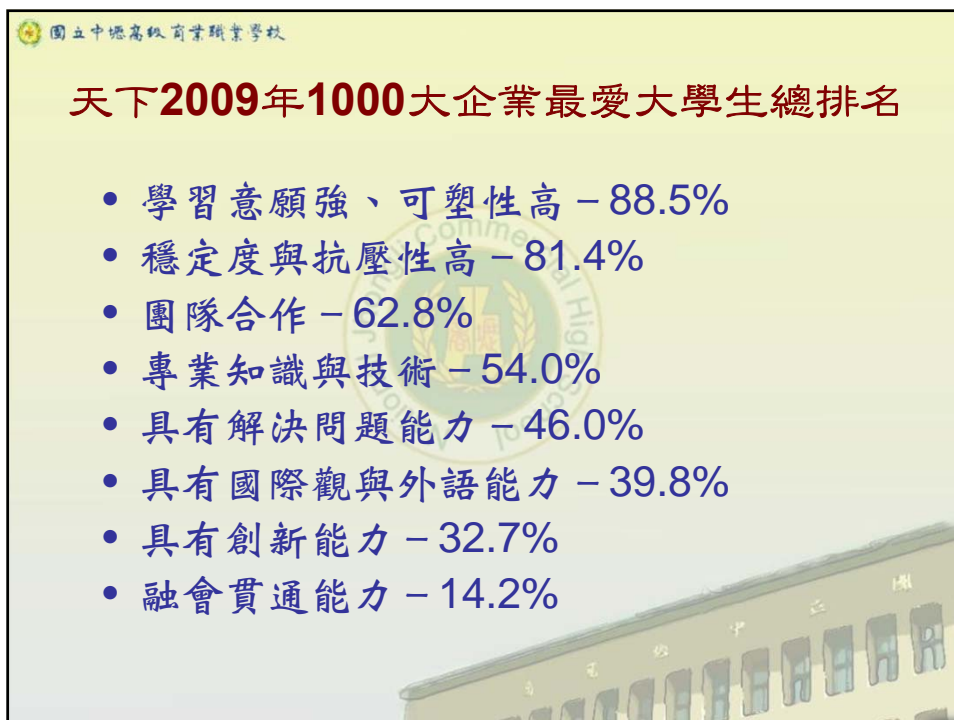 國立中壢高級商業職業學校
天下2009年1000大企業最愛大學生總排名
• 學習意願強、可塑性高 – 88.5%
• 穩定度與抗壓性高 – 81.4%
• 團隊合作 – 62.8%
• 專業知識與技術 – 54.0%
• 具有解決問題能力 – 46.0%
• 具有國際觀與外語能力 – 39.8%
• 具有創新能力 – 32.7%
• 融會貫通能力 – 14.2%